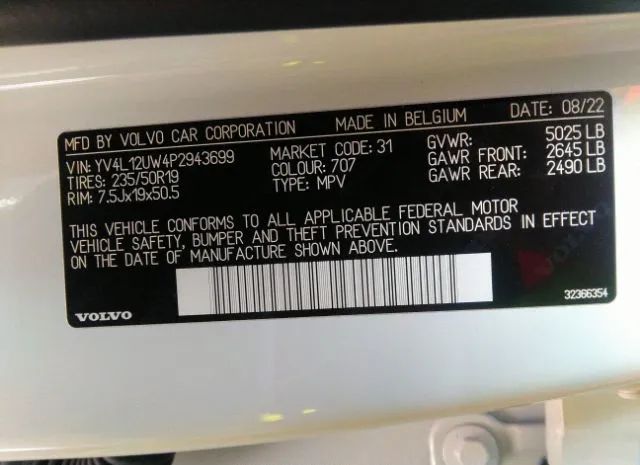 MFD BY VOLVO CAR CORPORATION MADE IN BELGIUM DATE: 08/22
VIN: YV4L12UW4P2943699 MARKET CODE: 31 GVWR: 5025 LB
TIRES: 235/50R19 COLOUR: 707 GAWR FRONT: 2645 LB
RIM: 7.5Jx19x50.5 TYPE: MPV GAWR REAR: 2490 LB
THIS VEHICLE CONFORMS TO ALL APPLICABLE FEDERAL MOTOR
VEHICLE SAFETY, BUMPER AND THEFT PREVENTION STANDARDS IN EFFECT
ON THE DATE OF MANUFACTURE SHOWN ABOVE.
VOLVO
VOLVO 32366354